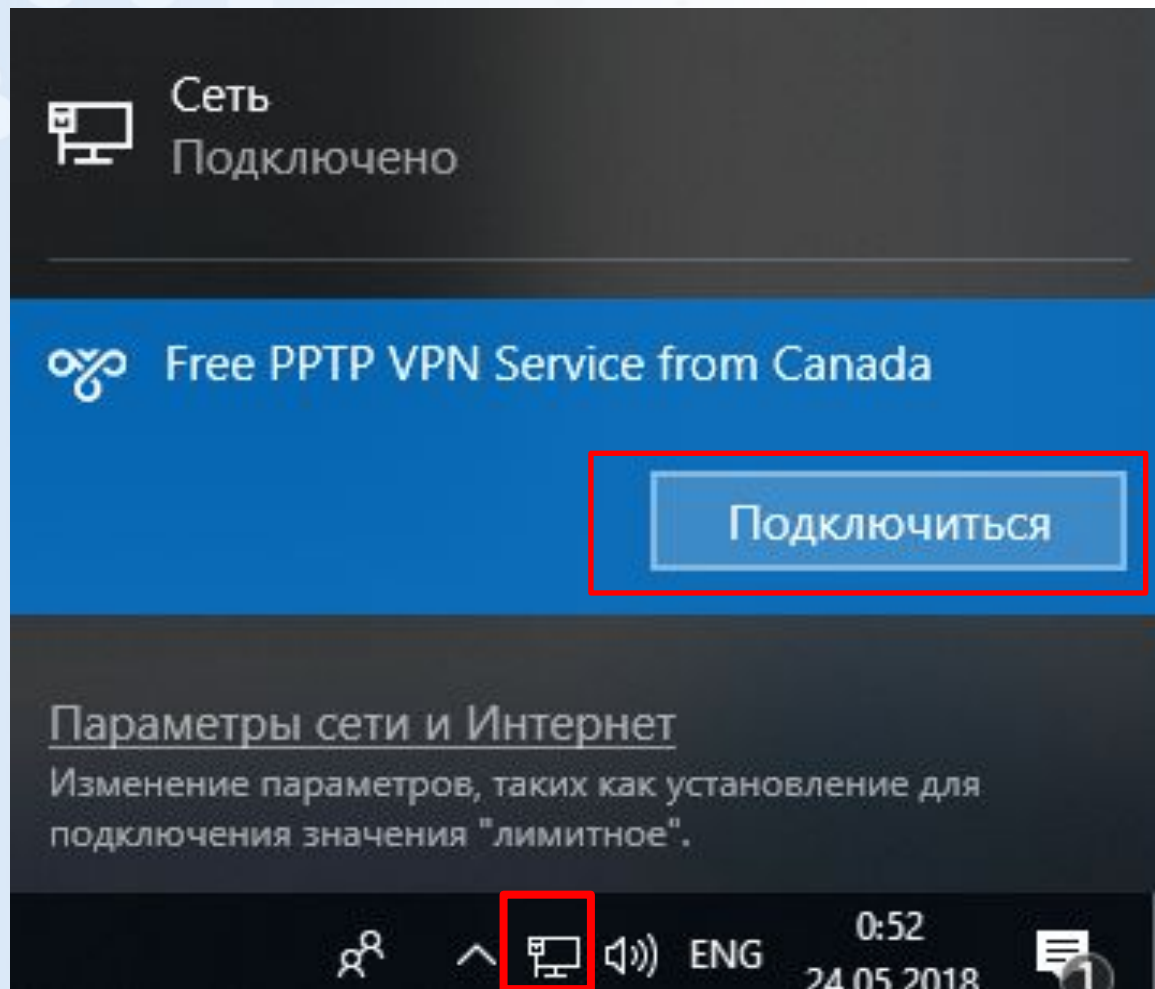 Сеть
Подключено
Free PPTP VPN Service from Canada
Подключиться
Параметры сети и Интернет
Изменение параметров, таких как установление для
подключения значения "лимитное".
ENG
0:52
24.05.2018
1